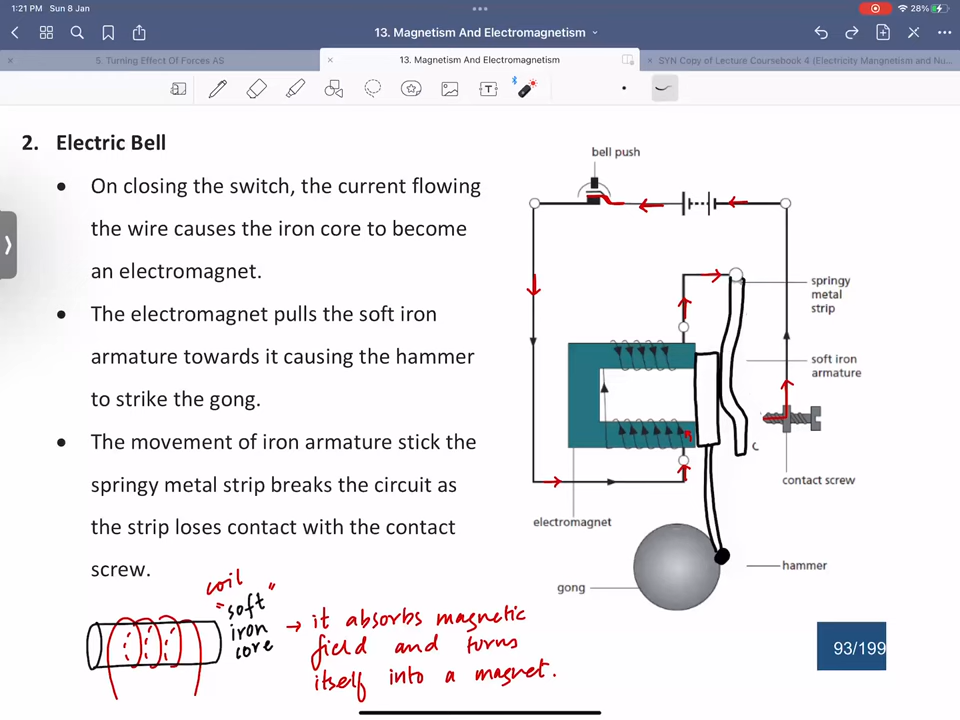 1:21 PM Sun 8 Jan
28%
13. Magnetism And Electromagnetism
5. Turning Effect Of Forces AS
13. Magnetism And Electromagnetism
SYN Copy of Lecture Coursebook 4 (Electricity Mangnetism and Nu...
2. Electric Bell
• On closing the switch, the current flowing
the wire causes the iron core to become
an electromagnet.
• The electromagnet pulls the soft iron
armature towards it causing the hammer
to strike the gong.
• The movement of iron armature stick the
springy metal strip breaks the circuit as
the strip loses contact with the contact
screw.
bell push
springy
metal
strip
soft iron
armature
contact screw
electromagnet
hammer
gong
coil
"soft"
iron
core
→ it absorbs magnetic
field and turns
itself into a magnet.
93/199